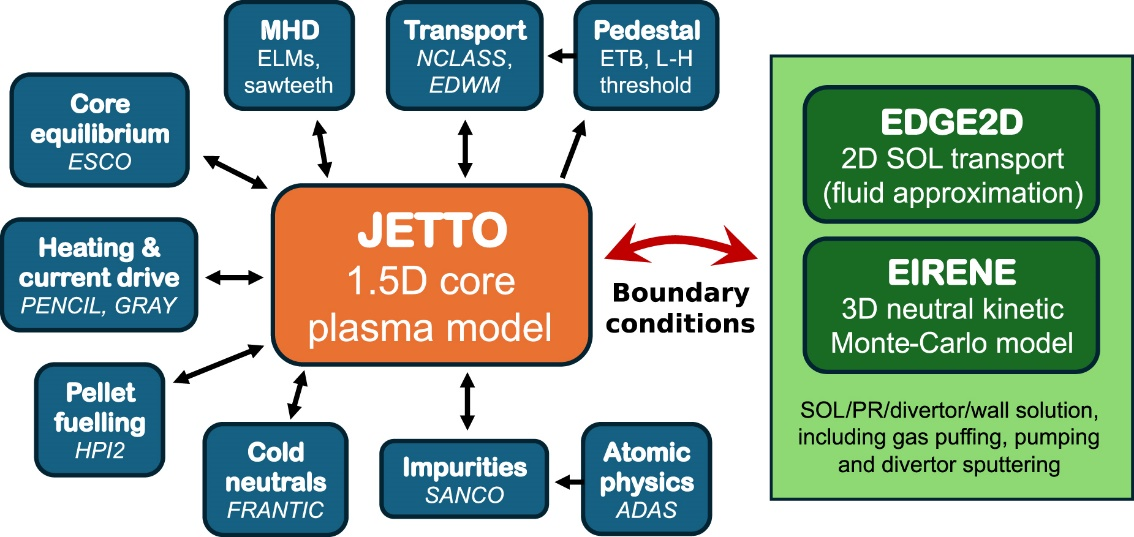 MHD
ELMs,
sawteeth
Transport
NCLASS,
EDWM
Pedestal
ETB, L-H
threshold
Core
equilibrium
ESCO
Heating &
current drive
PENCIL, GRAY
Pellet
fuelling
HPI2
JETTO
1.5D core
plasma model
Boundary
conditions
Cold
neutrals
FRANTIC
Impurities
SANCO
Atomic
physics
ADAS
EDGE2D
2D SOL transport
(fluid approximation)
EIRENE
3D neutral kinetic
Monte-Carlo model
SOL/PR/divertor/wall solution,
including gas puffing, pumping
and divertor sputtering